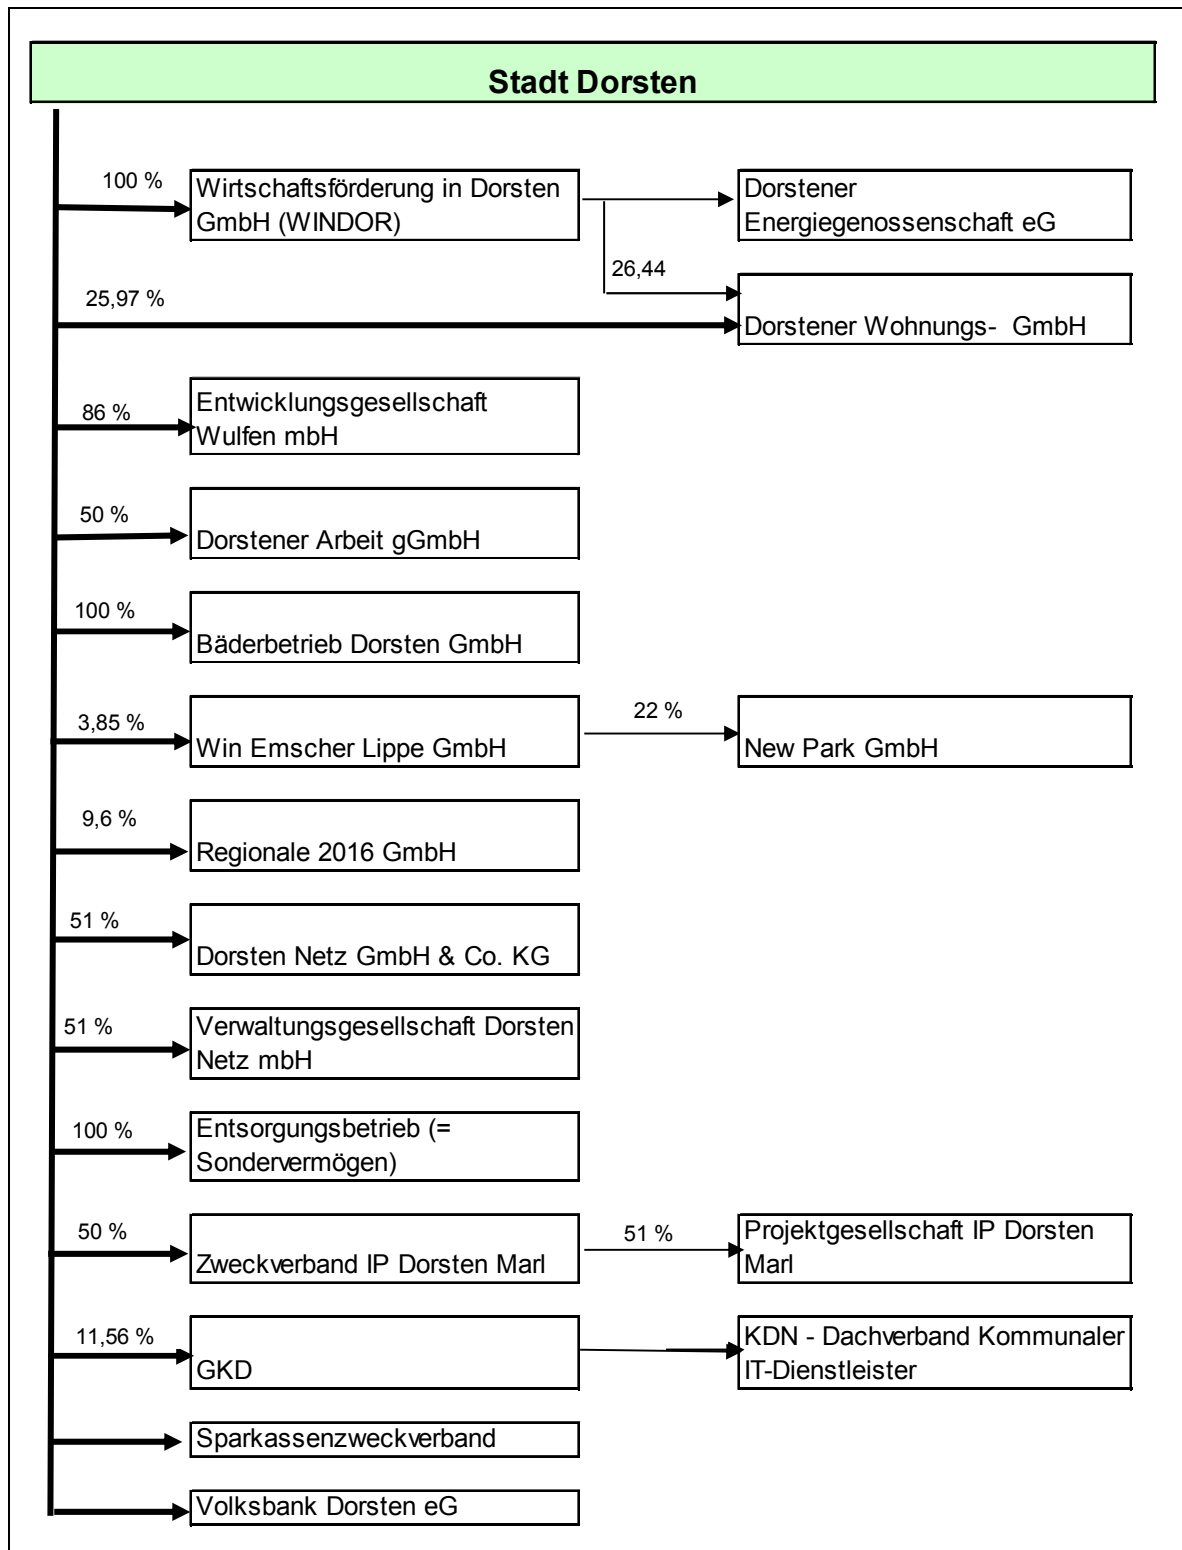 Stadt Dorsten
100 %
Wirtschaftsförderung in Dorsten
GmbH (WINDOR)
Dorstener
Energiegenossenschaft eG
26,44
25,97 %
Dorstener Wohnungs-  GmbH
86 %
Entwicklungsgesellschaft
Wulfen mbH
50 %
Dorstener Arbeit gGmbH
100 %
Bäderbetrieb Dorsten GmbH
3,85 %
Win Emscher Lippe GmbH
22 %
New Park GmbH
9,6 %
Regionale 2016 GmbH
51 %
Dorsten Netz GmbH & Co. KG
51 %
Verwaltungsgesellschaft Dorsten
Netz mbH
100 %
Entsorgungsbetrieb (=
Sondervermögen)
50 %
Zweckverband IP Dorsten Marl
51 %
Projektgesellschaft IP Dorsten
Marl
11,56 %
GKD
KDN - Dachverband Kommunaler
IT-Dienstleister
Sparkassenzweckverband
Volksbank Dorsten eG